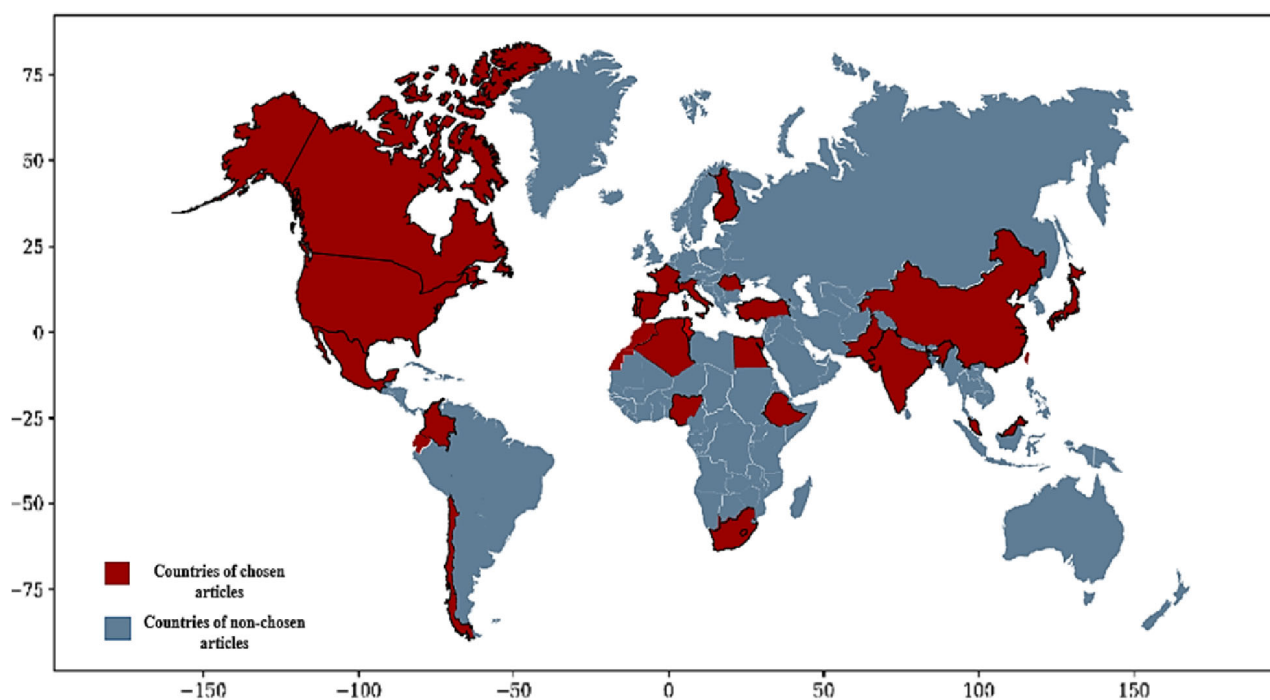 75
50
25
0
−25
−50
−75
Countries of chosen
articles
Countries of non-chosen
articles
−150 −100 −50 0 50 100 150